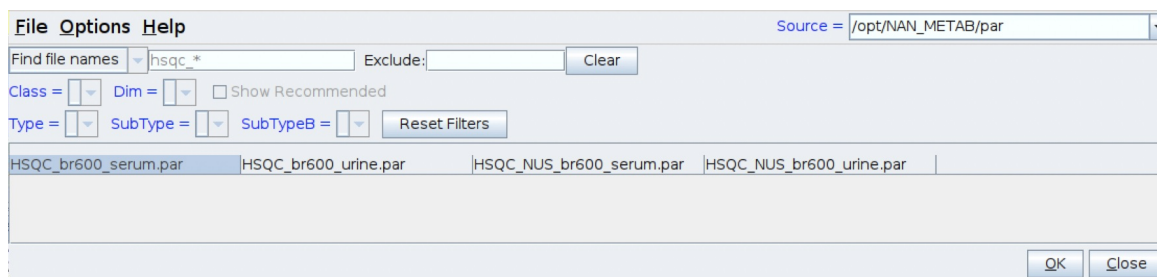 File Options Help Source = /opt/NAN_METAB/par
Find file names hsqc_* Exclude: Clear
Class = Dim = Show Recommended
Type = SubType = SubTypeB = Reset Filters
HSQC_br600_serum.par HSQC_br600_urine.par HSQC_NUS_br600_serum.par HSQC_NUS_br600_urine.par
OK Close